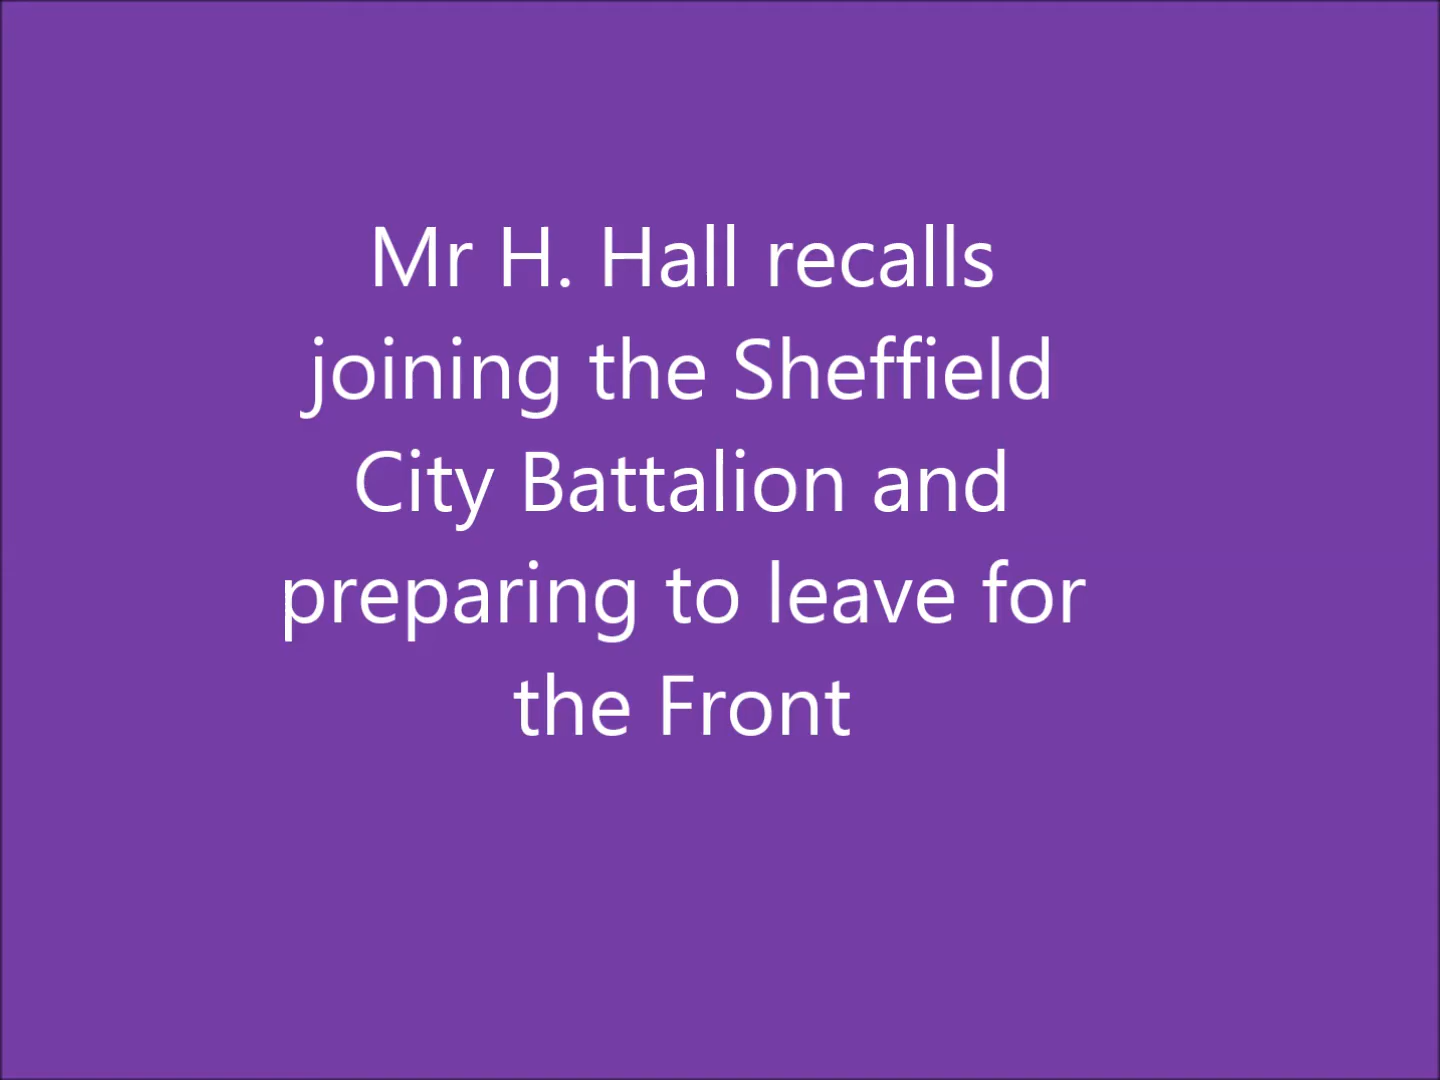 Mr H. Hall recalls
joining the Sheffield
City Battalion and
preparing to leave for
the Front